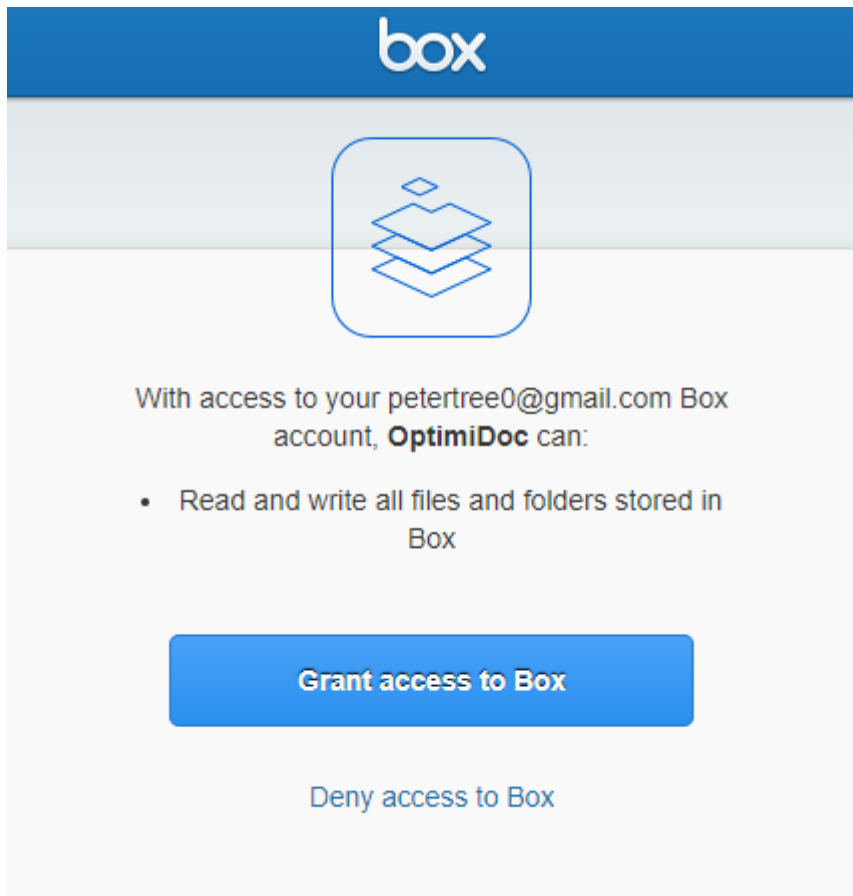 box
With access to your petertree0@gmail.com Box
account, OptimiDoc can:
• Read and write all files and folders stored in
Box
Grant access to Box
Deny access to Box